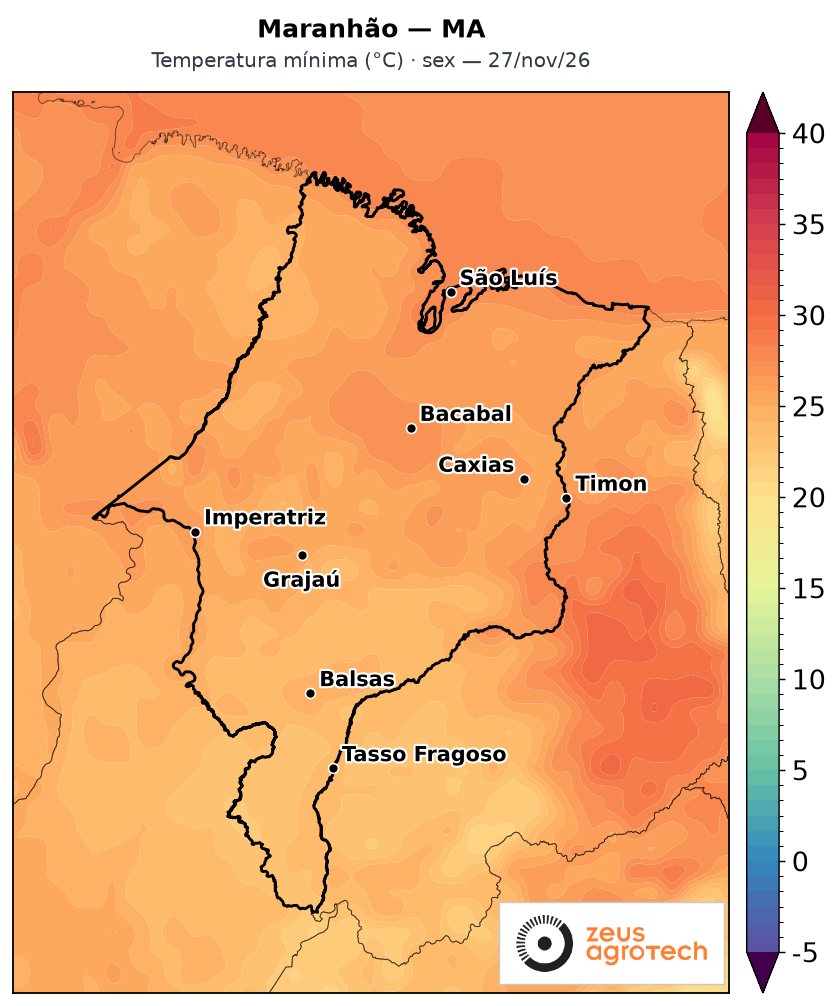 Maranhão — MA
Temperatura mínima (°C) · sex — 27/nov/26
40
35
30
25
20
15
10
5
0
-5
São Luís
Bacabal
Caxias
Timon
Imperatriz
Grajaú
Balsas
Tasso Fragoso
zeus
agrotech